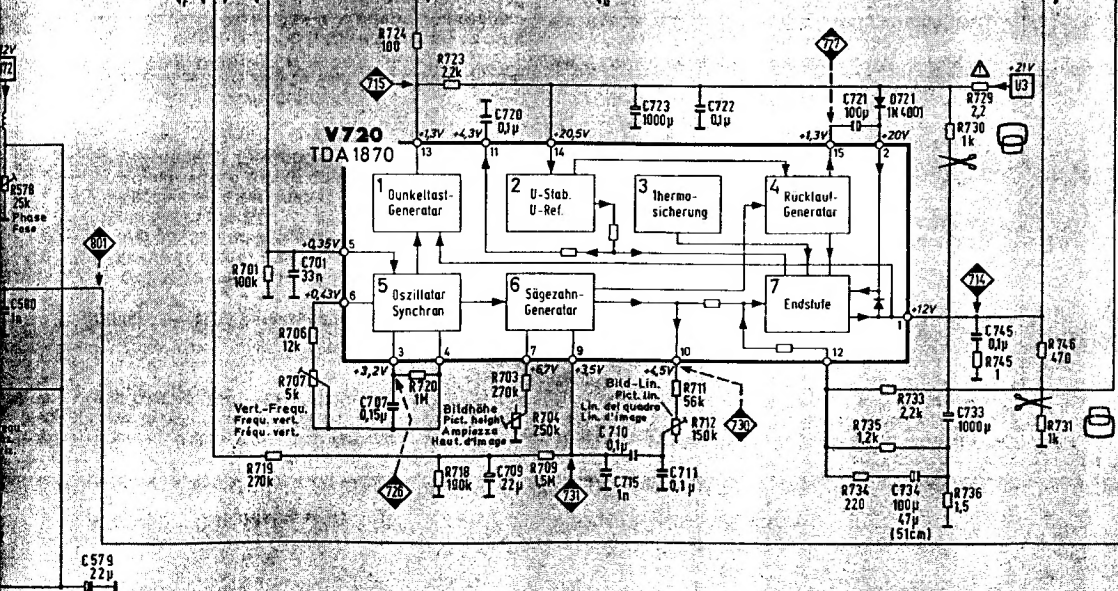 R724
100
R723
2,2k
715
V720
TDA1870
+1,3V
13
+4,3V
11
C720
0,1µ
+20,5V
14
C723
1000µ
C722
0,1µ
+1,3V
15
C721
100µ
D721
1N4001
+20V
2
R729
2,2
+21V
U3
R730
1k
R578
25k
Phase
Fase
801
1
Dunkeltast-
Generator
2
U-Stab.
U-Ref.
3
Thermo-
sicherung
4
Rücklauf-
Generator
5
Oszillator
Synchron
6
Sägezahn-
Generator
7
Endstufe
+0,35V
5
R701
100k
C701
33n
+0,43V
6
R706
12k
R707
5k
Vert.-Frequ.
Frequ. vert.
Fréqu. vert.
3
+3,2V
4
C707
0,15µ
R720
1M
7
+6,7V
R703
270k
Bildhöhe
Pict. height
Ampiezza
Haut. d'image
R704
250k
9
+3,5V
10
+4,5V
R711
56k
Bild-Lin.
Pict. lin.
Lin. del quadro
Lin. d'image
R712
150k
730
C710
0,1µ
C711
0,1µ
C715
1n
R709
1,5M
731
C709
22µ
R718
180k
726
R719
270k
12
1
+12V
714
C745
0,1µ
R745
1
R746
470
R733
2,2k
C733
1000µ
R731
1k
R735
1,2k
R734
220
C734
100µ
47µ
(51cm)
R736
1,5
C580
C579
22µ